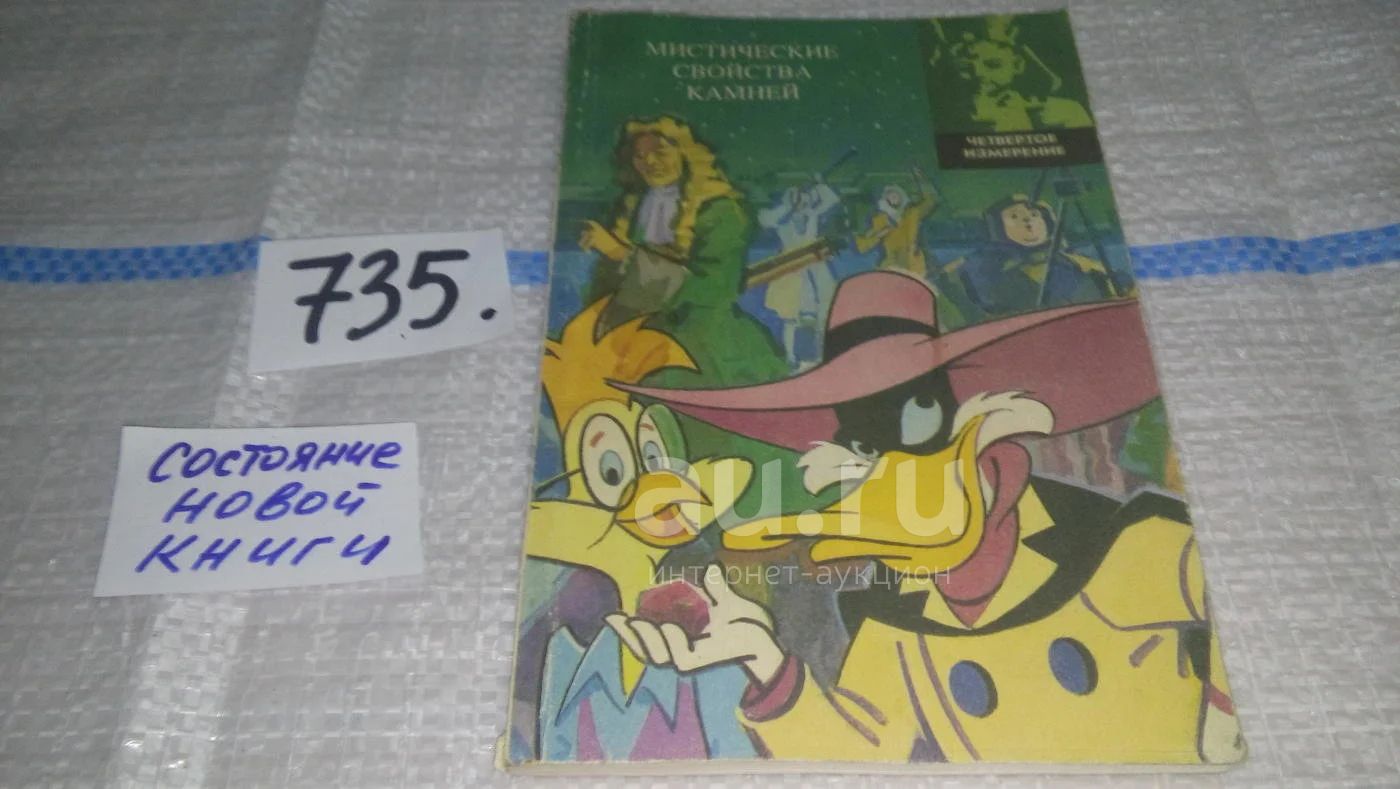 МИСТИЧЕСКИЕ
СВОЙСТВА
КАМНЕЙ
ЧЕТВЕРТОЕ
ИЗМЕРЕНИЕ
735.
СОСТОЯНИЕ
НОВОЙ
КНИГИ
au.ru
интернет-аукцион